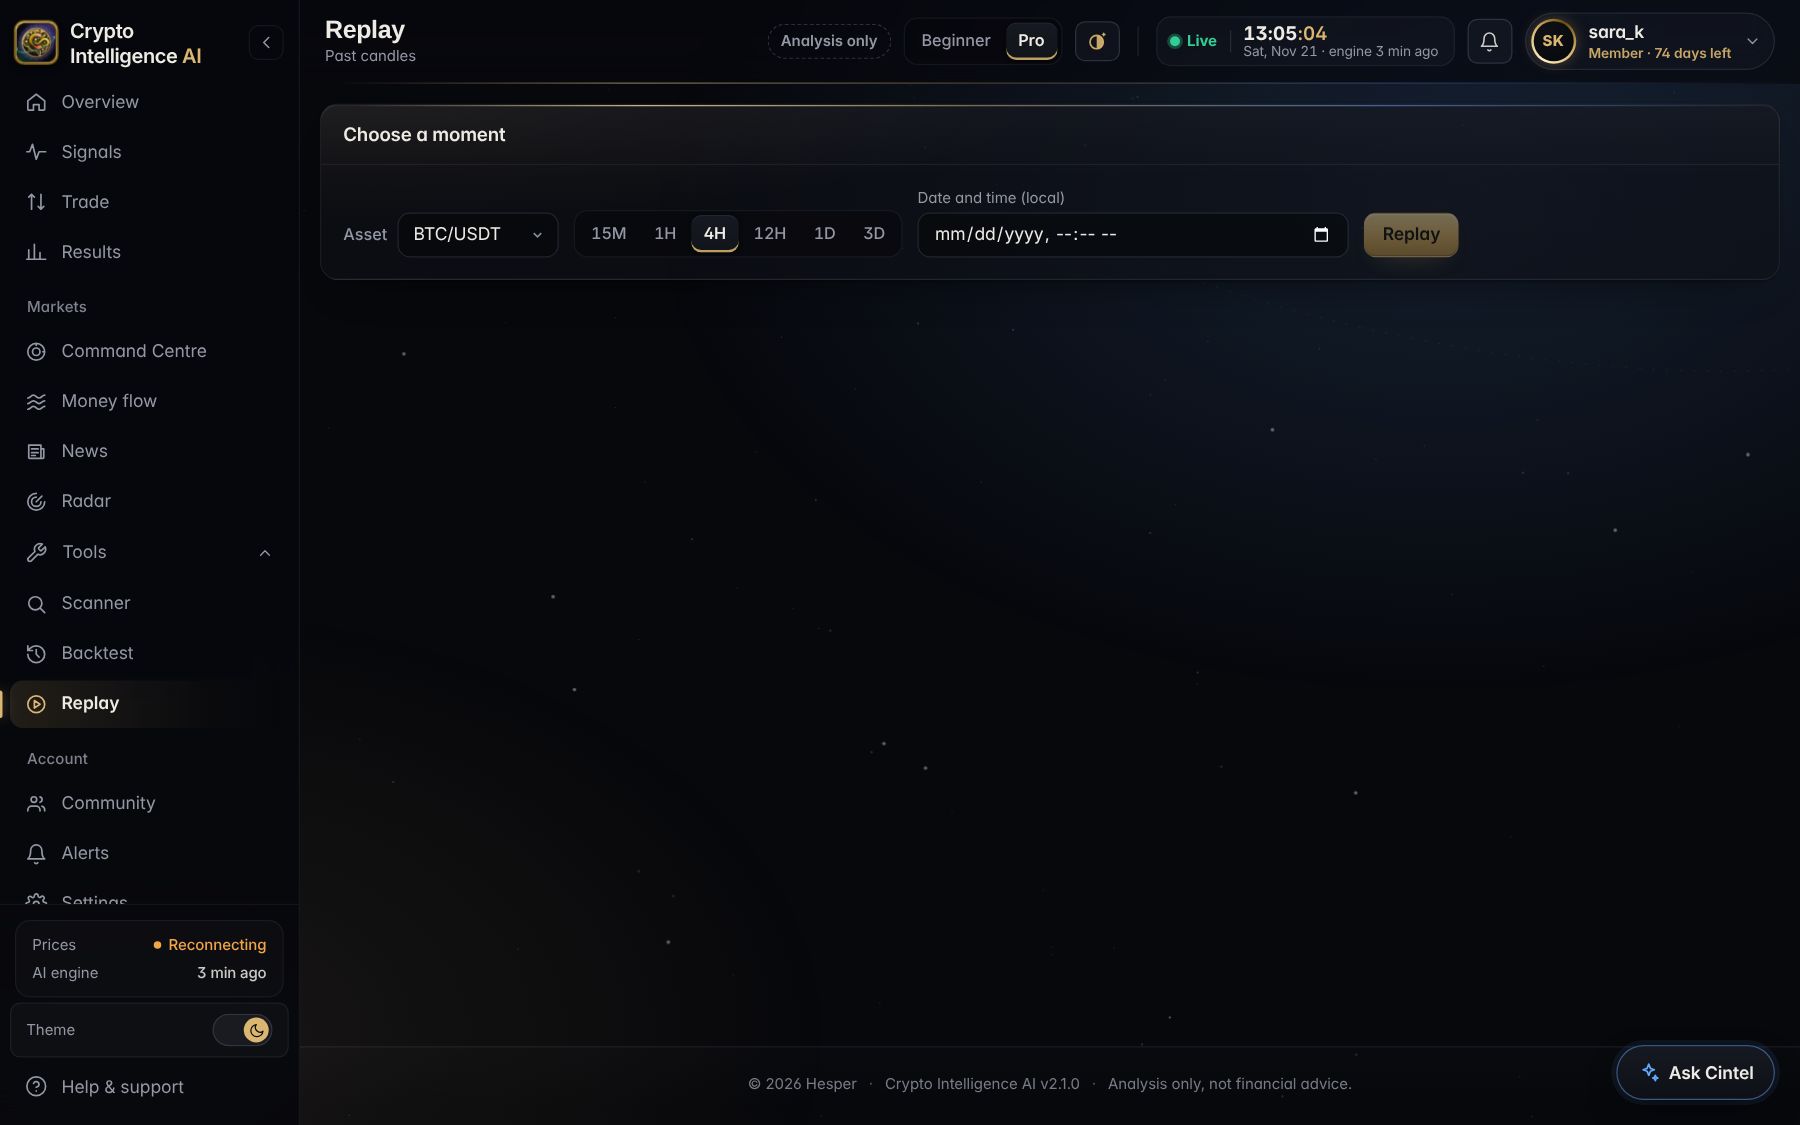 Crypto
Intelligence AI
Overview
Signals
Trade
Results
Markets
Command Centre
Money flow
News
Radar
Tools
Scanner
Backtest
Replay
Account
Community
Alerts
Settings
Prices
Reconnecting
AI engine
3 min ago
Theme
Help & support
Replay
Past candles
Analysis only
Beginner
Pro
Live
13:05:04
Sat, Nov 21 · engine 3 min ago
SK
sara_k
Member · 74 days left
Choose a moment
Asset
BTC/USDT
15M 1H 4H 12H 1D 3D
Date and time (local)
mm/dd/yyyy, --:-- --
Replay
© 2026 Hesper · Crypto Intelligence AI v2.1.0 · Analysis only, not financial advice.
Ask Cintel